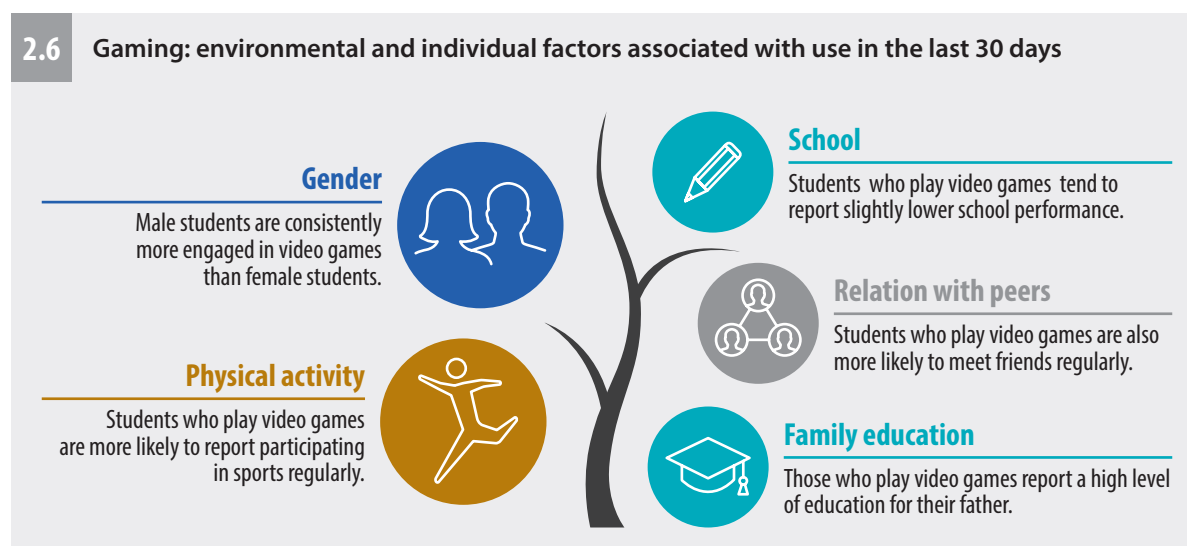 2.6
Gaming: environmental and individual factors associated with use in the last 30 days
Gender
Male students are consistently
more engaged in video games
than female students.
Physical activity
Students who play video games
are more likely to report participating
in sports regularly.
School
Students who play video games tend to
report slightly lower school performance.
Relation with peers
Students who play video games are also
more likely to meet friends regularly.
Family education
Those who play video games report a high level
of education for their father.